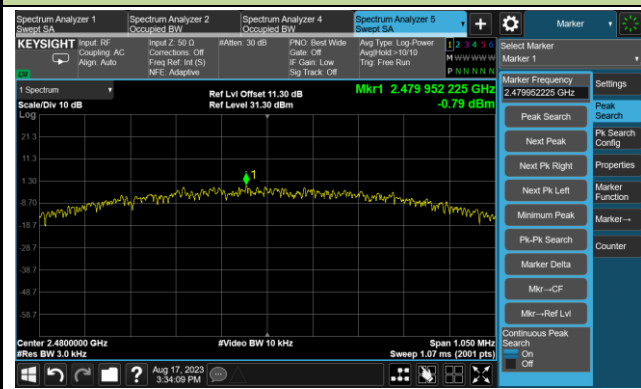 Spectrum Analyzer 1
Swept SA
Spectrum Analyzer 2
Occupied BW
Spectrum Analyzer 4
Occupied BW
Spectrum Analyzer 5
Swept SA
Marker
KEYSIGHT
Input: RF
Coupling: AC
Align: Auto
Input Z: 50 Ω
Corrections: Off
Freq Ref: Int (S)
NFE: Adaptive
#Atten: 30 dB
PNO: Best Wide
Gate: Off
IF Gain: Low
Sig Track: Off
Avg Type: Log-Power
Avg|Hold:>10/10
Trig: Free Run
1 2 3 4 5 6
M W W W W W
P N N N N N
Select Marker
Marker 1
1 Spectrum
Scale/Div 10 dB
Log
Ref Lvl Offset 11.30 dB
Ref Level 31.30 dBm
Mkr1 2.479 952 225 GHz
-0.79 dBm
21.3
11.3
1.30
-8.70
-18.7
-28.7
-38.7
-48.7
-58.7
1
Center 2.4800000 GHz
#Res BW 3.0 kHz
#Video BW 10 kHz
Span 1.050 MHz
Sweep 1.07 ms (2001 pts)
Marker Frequency
2.479952225 GHz
Peak Search
Next Peak
Next Pk Right
Next Pk Left
Minimum Peak
Pk-Pk Search
Marker Delta
Mkr→CF
Mkr→Ref Lvl
Continuous Peak
Search
On
Off
Settings
Peak
Search
Pk Search
Config
Properties
Marker
Function
Marker→
Counter
?
Aug 17, 2023
3:34:09 PM